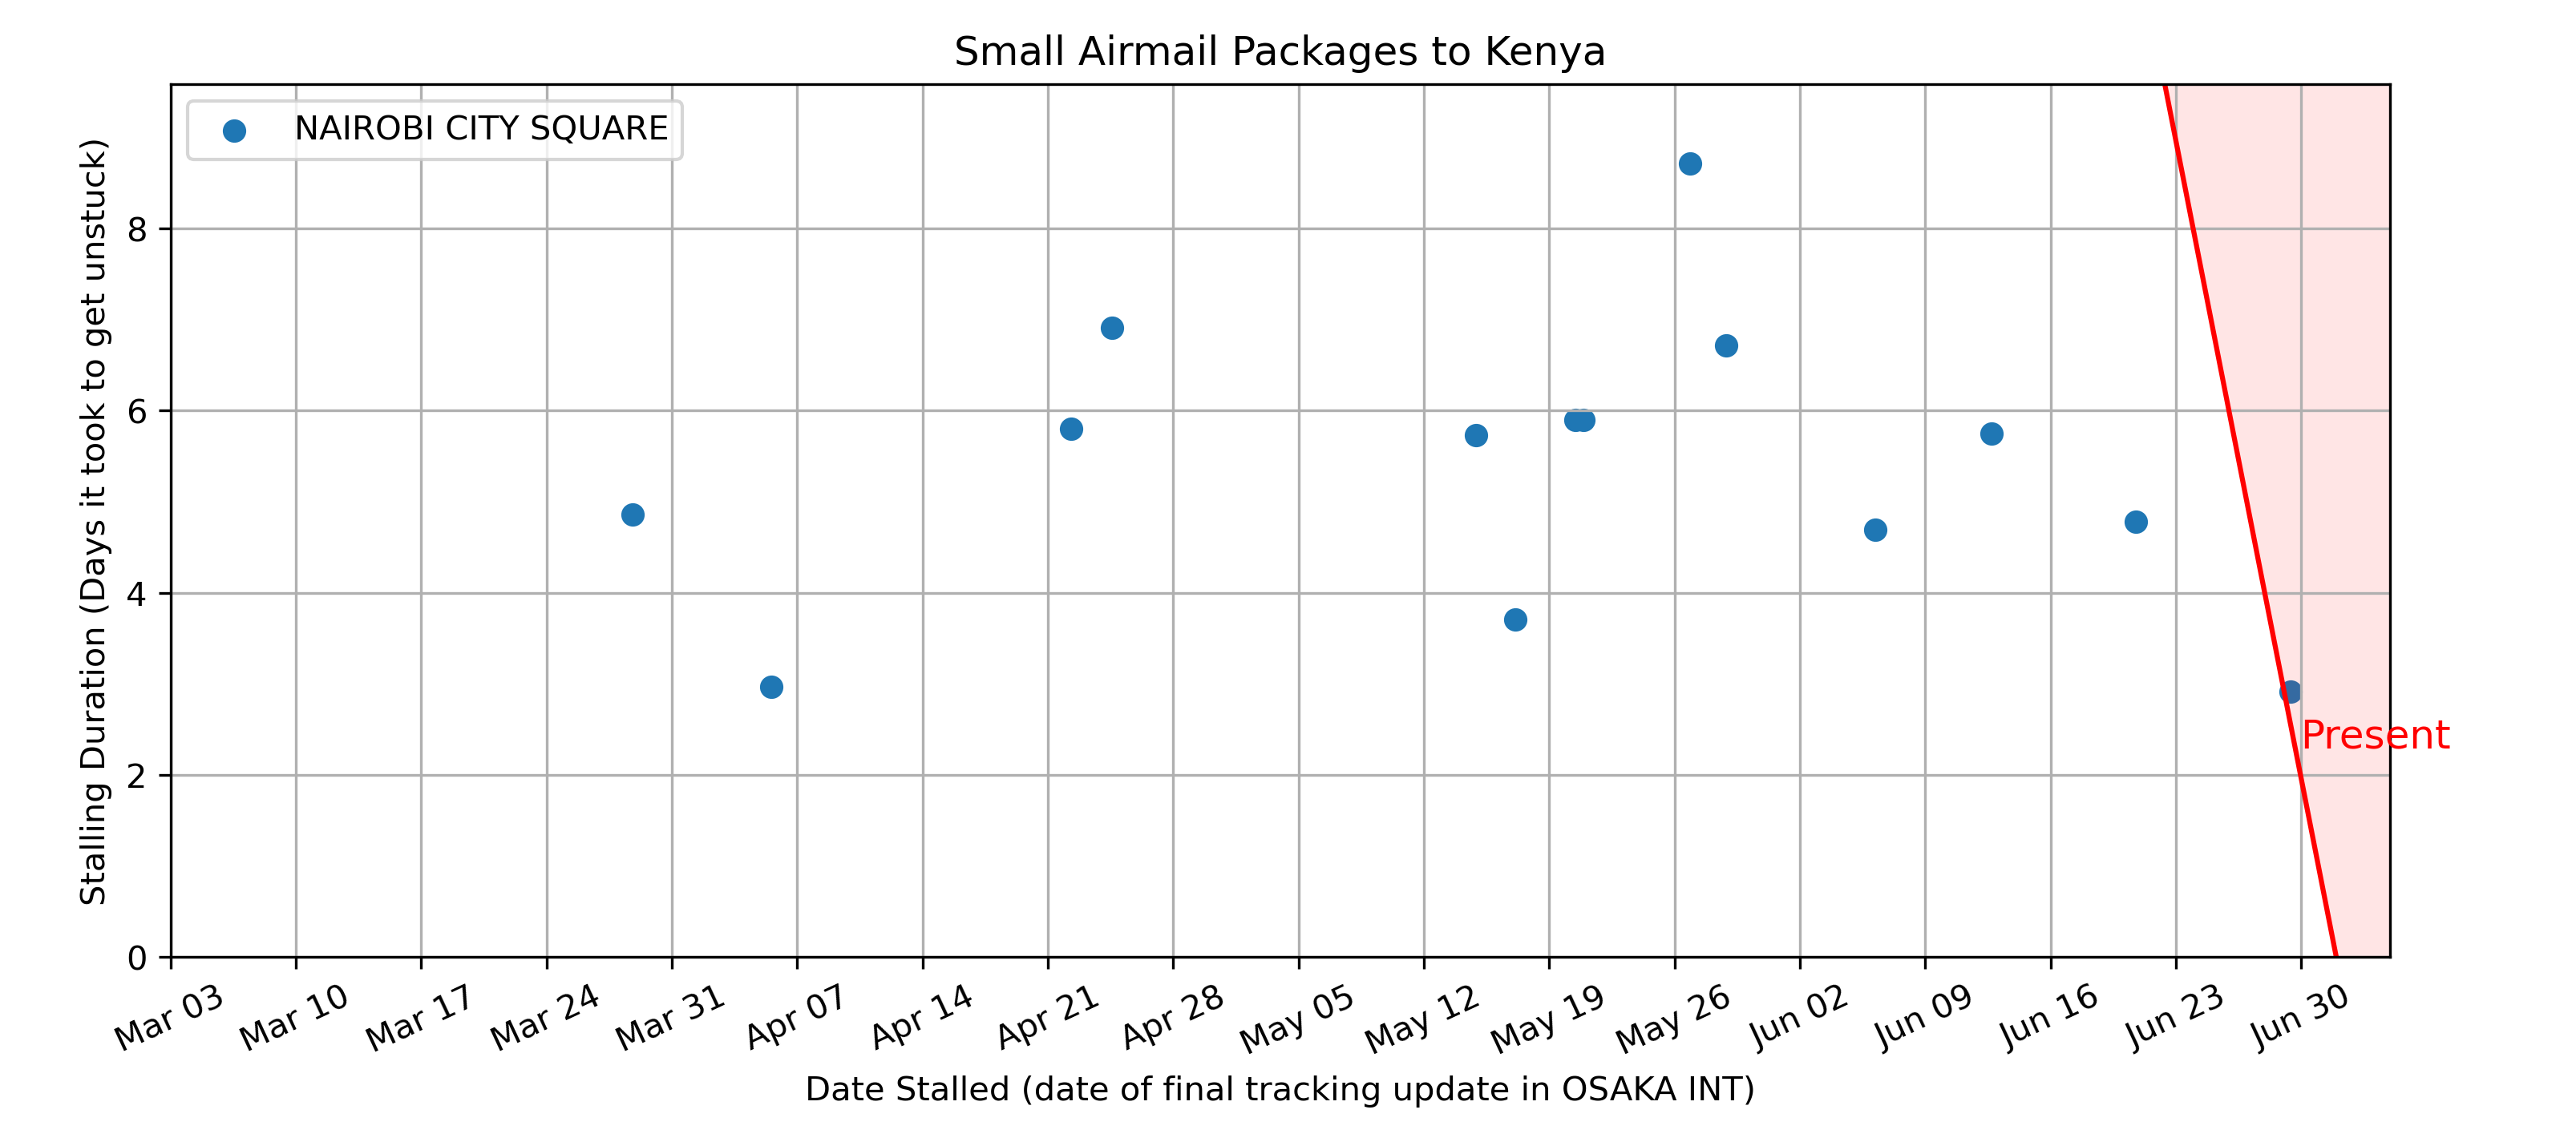 Small Airmail Packages to Kenya
NAIROBI CITY SQUARE
Stalling Duration (Days it took to get unstuck)
8
6
4
2
0
Present
Mar 03 Mar 10 Mar 17 Mar 24 Mar 31 Apr 07 Apr 14 Apr 21 Apr 28 May 05 May 12 May 19 May 26 Jun 02 Jun 09 Jun 16 Jun 23 Jun 30
Date Stalled (date of final tracking update in OSAKA INT)